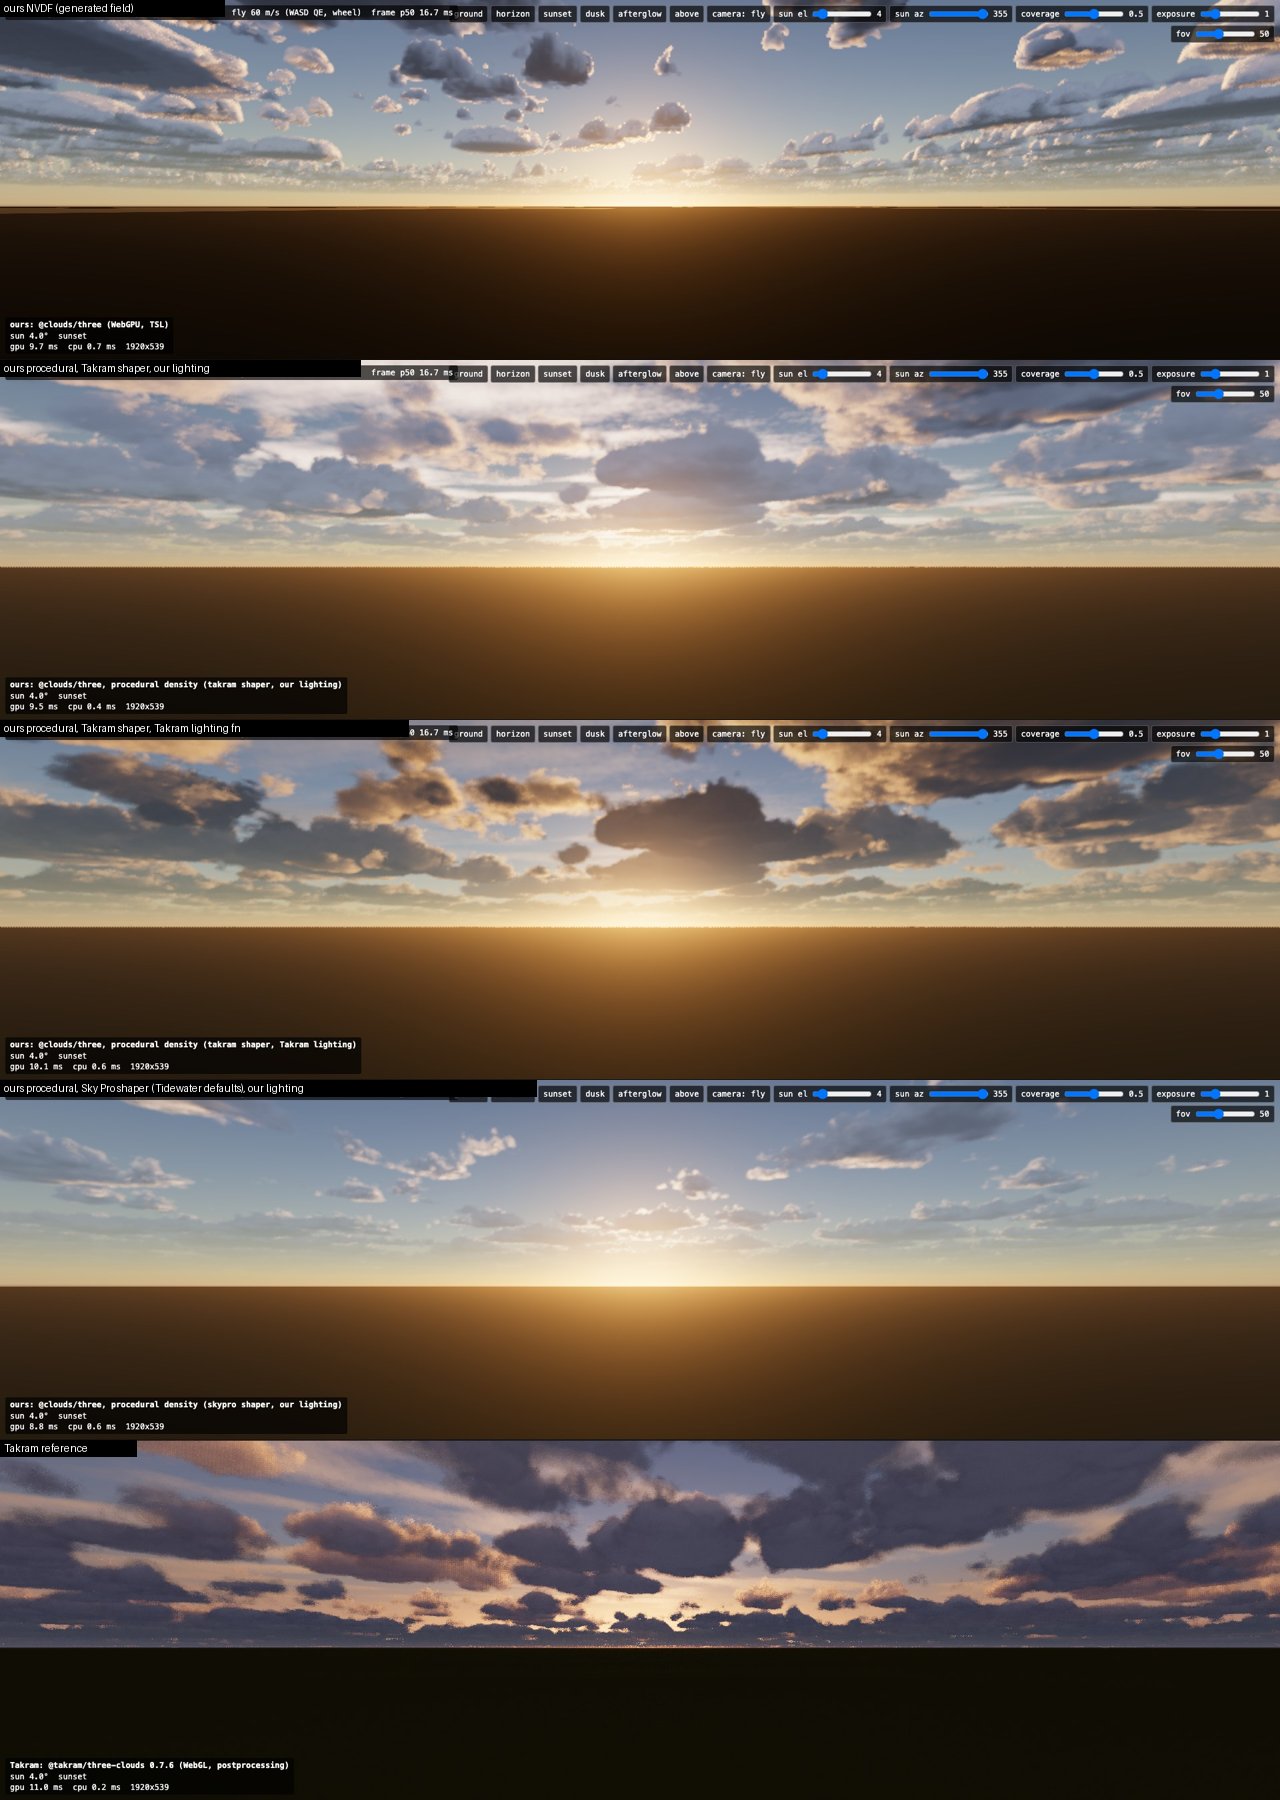 ours NVDF (generated field)
fly 60 m/s (WASD QE, wheel) frame p50 16.7 ms
ground horizon sunset dusk afterglow above camera: fly sun el 4 sun az 355 coverage 0.5 exposure 1
fov 50
ours: @clouds/three (WebGPU, TSL)
sun 4.0° sunset
gpu 9.7 ms cpu 0.7 ms 1920x539
ours procedural, Takram shaper, our lighting
frame p50 16.7 ms
ground horizon sunset dusk afterglow above camera: fly sun el 4 sun az 355 coverage 0.5 exposure 1
fov 50
ours: @clouds/three, procedural density (takram shaper, our lighting)
sun 4.0° sunset
gpu 9.5 ms cpu 0.4 ms 1920x539
ours procedural, Takram shaper, Takram lighting fn
0 16.7 ms
ground horizon sunset dusk afterglow above camera: fly sun el 4 sun az 355 coverage 0.5 exposure 1
fov 50
ours: @clouds/three, procedural density (takram shaper, Takram lighting)
sun 4.0° sunset
gpu 10.1 ms cpu 0.6 ms 1920x539
ours procedural, Sky Pro shaper (Tidewater defaults), our lighting
sunset dusk afterglow above camera: fly sun el 4 sun az 355 coverage 0.5 exposure 1
fov 50
ours: @clouds/three, procedural density (skypro shaper, our lighting)
sun 4.0° sunset
gpu 8.8 ms cpu 0.6 ms 1920x539
Takram reference
Takram: @takram/three-clouds 0.7.6 (WebGL, postprocessing)
sun 4.0° sunset
gpu 11.0 ms cpu 0.2 ms 1920x539